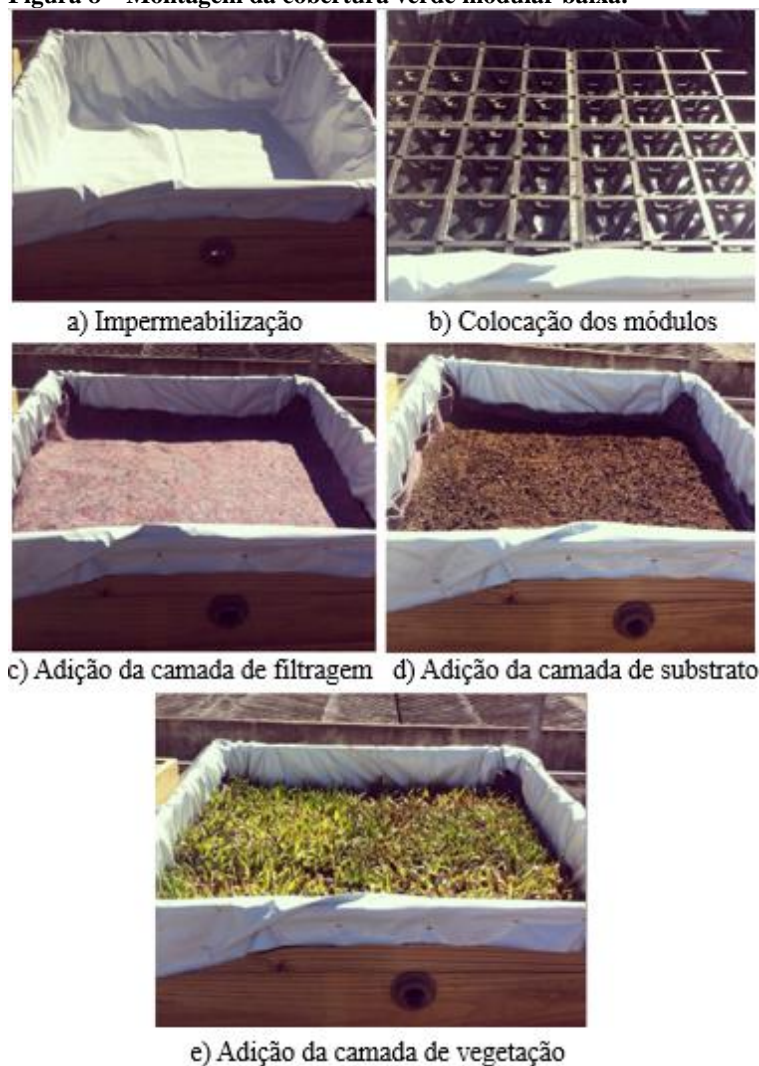 Figura 8 – Montagem da cobertura verde modular baixa.
a) Impermeabilização
b) Colocação dos módulos
c) Adição da camada de filtragem
d) Adição da camada de substrato
e) Adição da camada de vegetação